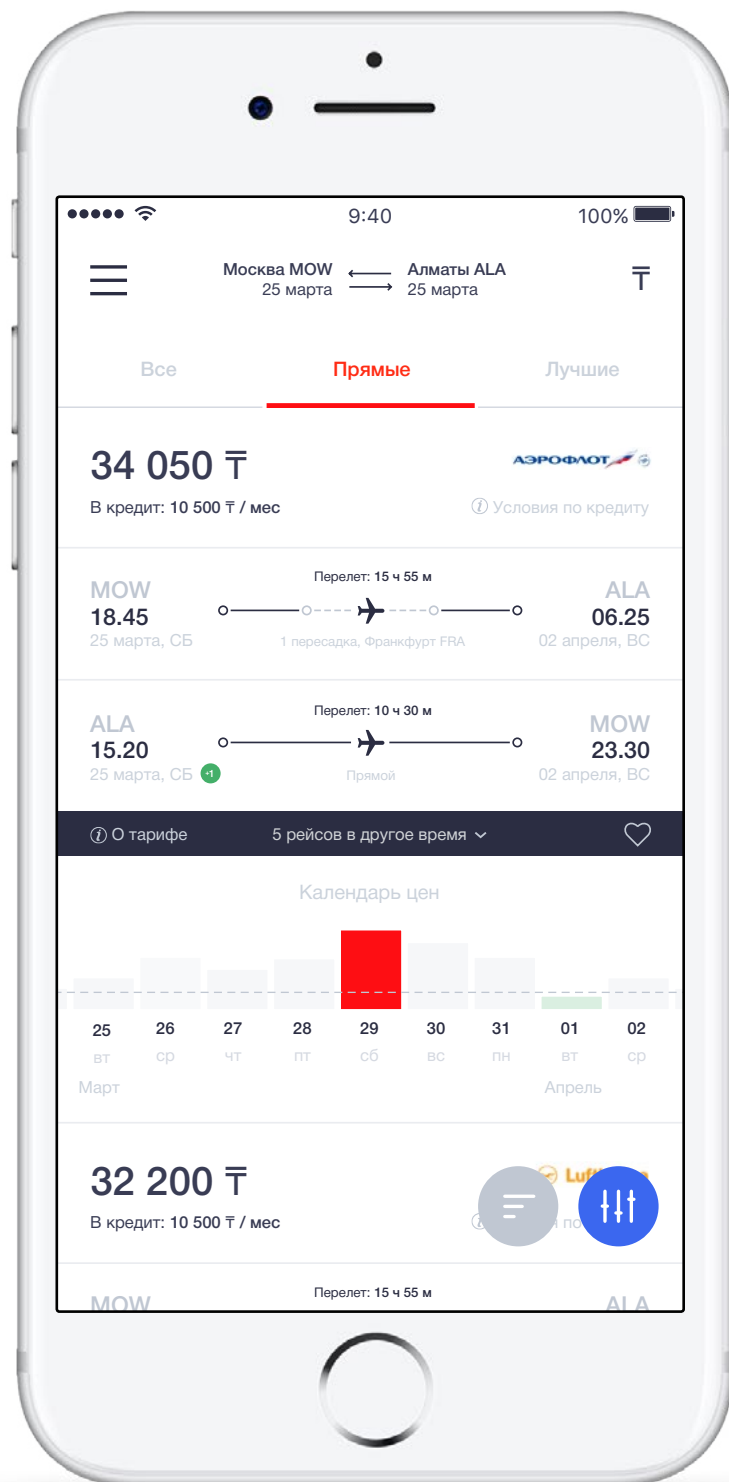 9:40
100%
Москва MOW
25 марта
Алматы ALA
25 марта
₸
Все
Прямые
Лучшие
34 050 ₸
АЭРОФЛОТ
В кредит: 10 500 ₸ / мес
Условия по кредиту
Перелет: 15 ч 55 м
MOW
ALA
18.45
06.25
25 марта, СБ
1 пересадка, Франкфурт FRA
02 апреля, ВС
Перелет: 10 ч 30 м
ALA
MOW
15.20
23.30
25 марта, СБ
+1
Прямой
02 апреля, ВС
О тарифе
5 рейсов в другое время
Календарь цен
25 26 27 28 29 30 31 01 02
вт ср чт пт сб вс пн вт ср
Март
Апрель
32 200 ₸
В кредит: 10 500 ₸ / мес
по
Перелет: 15 ч 55 м
MOW
ALA